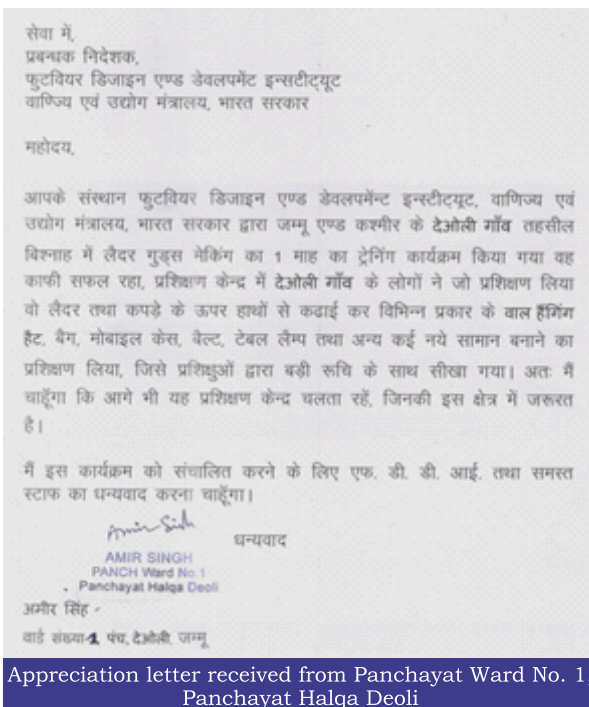 सेवा में,
प्रबन्धक निदेशक,
फुटवियर डिजाइन एण्ड डेवलपमेंट इन्सटीट्यूट
वाणिज्य एवं उद्योग मंत्रालय, भारत सरकार
महोदय,
आपके संस्थान फुटवियर डिजाइन एण्ड डेवलपमेंन्ट इन्स्टीट्यूट, वाणिज्य एवं
उद्योग मंत्रालय, भारत सरकार द्वारा जम्मू एण्ड कश्मीर के देओली गाँव तहसील
बिश्नाह में लैदर गुड्स मेकिंग का 1 माह का ट्रेनिंग कार्यक्रम किया गया वह
काफी सफल रहा, प्रशिक्षण केन्द्र में देओली गाँव के लोगों ने जो प्रशिक्षण लिया
वो लैदर तथा कपड़े के ऊपर हाथों से कढाई कर विभिन्न प्रकार के वाल हैंगिंग
हैट, बैग, मोबाइल केस, बैल्ट, टेबल लैम्प तथा अन्य कई नये सामान बनाने का
प्रशिक्षण लिया, जिसे प्रशिक्षुओं द्वारा बड़ी रूचि के साथ सीखा गया। अतः मैं
चाहूँगा कि आगे भी यह प्रशिक्षण केन्द्र चलता रहें, जिनकी इस क्षेत्र में जरूरत
है।
मैं इस कार्यक्रम को संचालित करने के लिए एफ. डी. डी. आई. तथा समस्त
स्टाफ का धन्यवाद करना चाहूँगा।
Amir Singh
धन्यवाद
AMIR SINGH
PANCH Ward No.1
Panchayat Halqa Deoli
अमीर सिंह -
वार्ड संख्या-1, पंच, देओली, जम्मू
Appreciation letter received from Panchayat Ward No. 1,
Panchayat Halqa Deoli